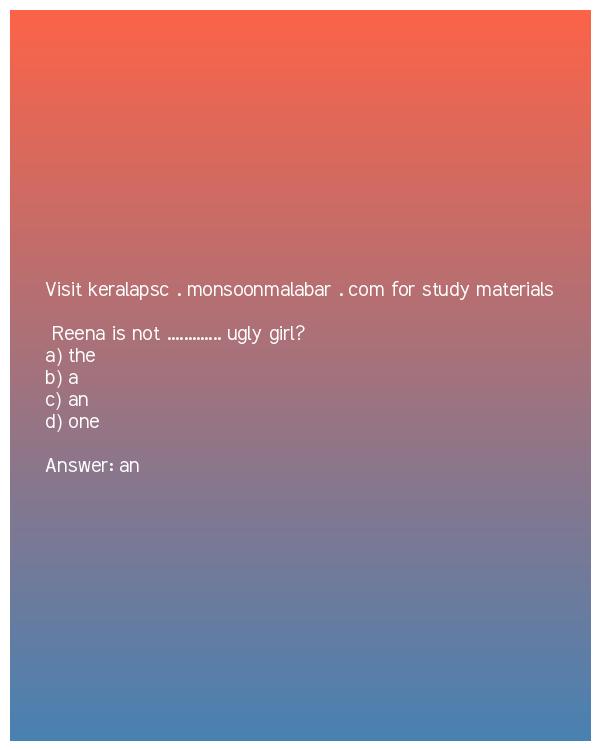 Visit keralapsc . monsoonmalabar . com for study materials
Reena is not ............. ugly girl?
a) the
b) a
c) an
d) one
Answer: an